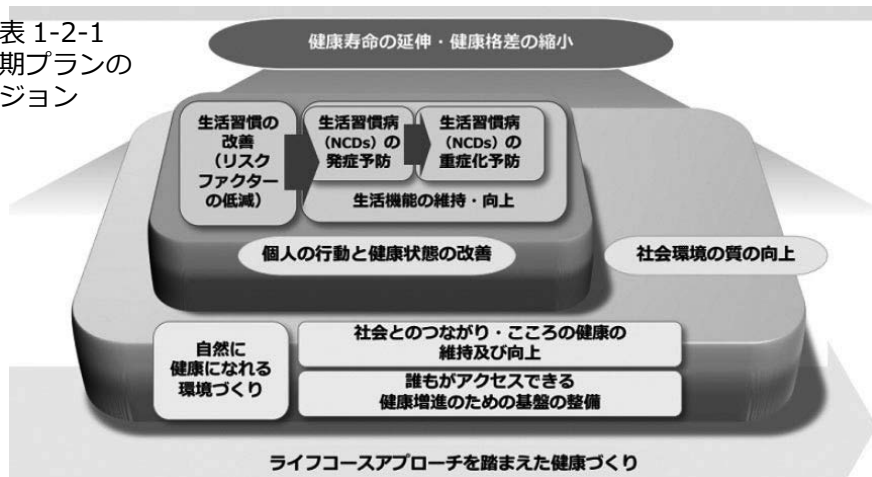 表 1-2-1
期プランの
ジョン
健康寿命の延伸・健康格差の縮小
生活習慣の
改善
（リスク
ファクター
の低減）
生活習慣病
（NCDs）の
発症予防
生活習慣病
（NCDs）の
重症化予防
生活機能の維持・向上
個人の行動と健康状態の改善
社会環境の質の向上
自然に
健康になれる
環境づくり
社会とのつながり・こころの健康の
維持及び向上
誰もがアクセスできる
健康増進のための基盤の整備
ライフコースアプローチを踏まえた健康づくり